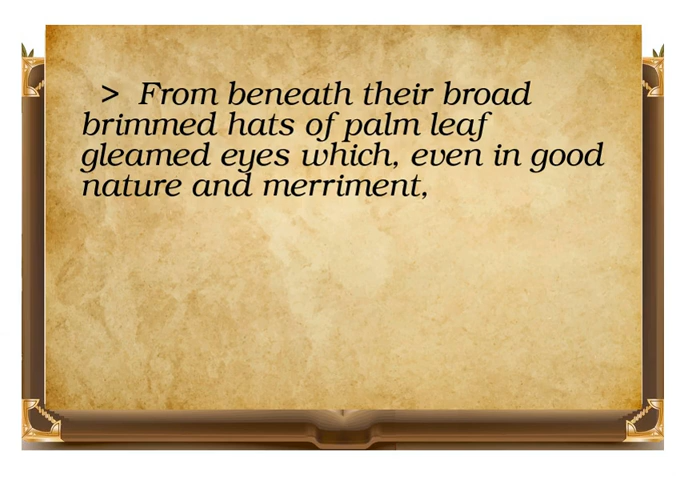 > From beneath their broad
brimmed hats of palm leaf
gleamed eyes which, even in good
nature and merriment,